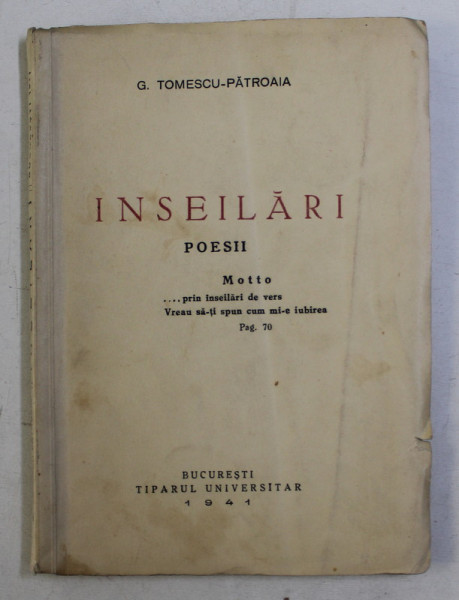 G. TOMESCU-PĂTROAIA
INSEILĂRI
POESII
Motto
....prin inseilări de vers
Vreau să-ți spun cum mi-e iubirea
Pag. 70
BUCUREȘTI
TIPARUL UNIVERSITAR
1941